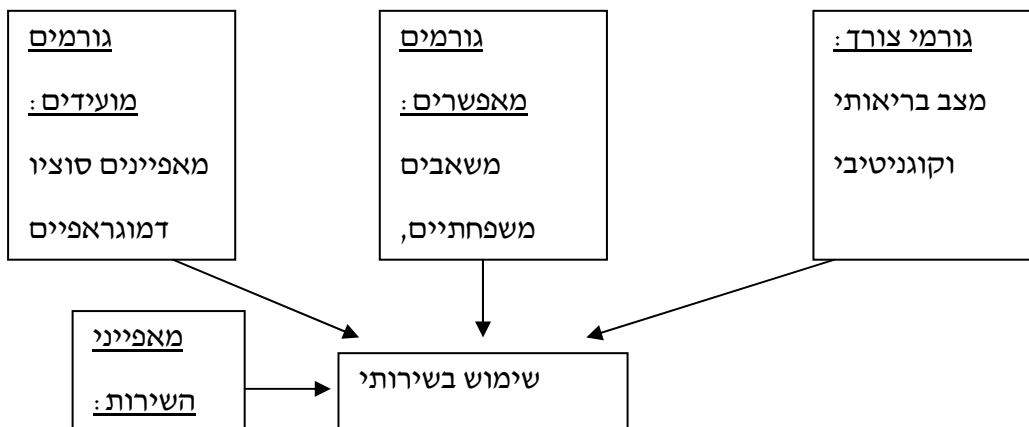 גורמי צורך:
מצב בריאותי
וקוגניטיבי
גורמים
מאפשרים:
משאבים
משפחתיים,
גורמים
מועידים:
מאפיינים סוציו
דמוגראפיים
שימוש בשירותי
מאפייני
השירות: